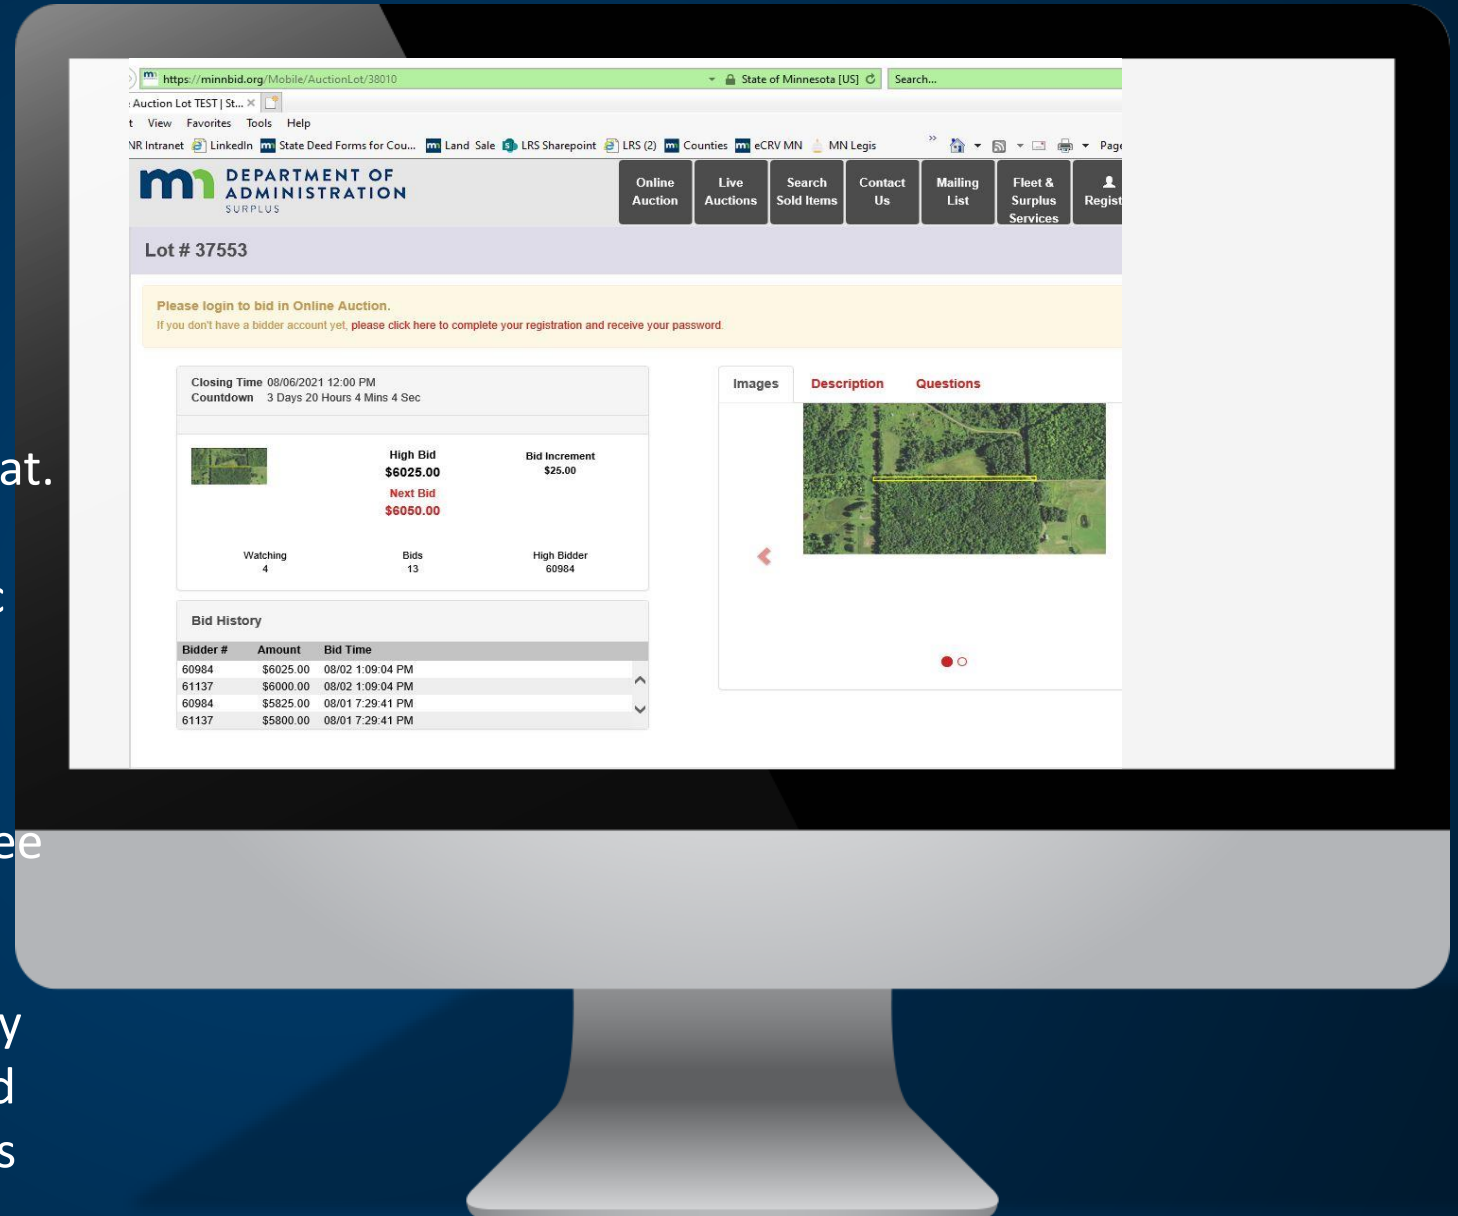 https://minnbid.org/Mobile/AuctionLot/38010
State of Minnesota [US]
Search...
Auction Lot TEST | St...
View Favorites Tools Help
NR Intranet LinkedIn State Deed Forms for Cou... Land Sale LRS Sharepoint LRS (2) Counties eCRV MN MN Legis » Page
DEPARTMENT OF
ADMINISTRATION
SURPLUS
Online Auction
Live Auctions
Search Sold Items
Contact Us
Mailing List
Fleet & Surplus Services
Regist
Lot # 37553
Please login to bid in Online Auction.
If you don't have a bidder account yet, please click here to complete your registration and receive your password.
Closing Time 08/06/2021 12:00 PM
Countdown 3 Days 20 Hours 4 Mins 4 Sec
High Bid
$6025.00
Next Bid
$6050.00
Bid Increment
$25.00
Watching
4
Bids
13
High Bidder
60984
Bid History
Bidder # Amount Bid Time
60984 $6025.00 08/02 1:09:04 PM
61137 $6000.00 08/02 1:09:04 PM
60984 $5825.00 08/01 7:29:41 PM
61137 $5800.00 08/01 7:29:41 PM
Images Description Questions
at.
ee
y
d
s